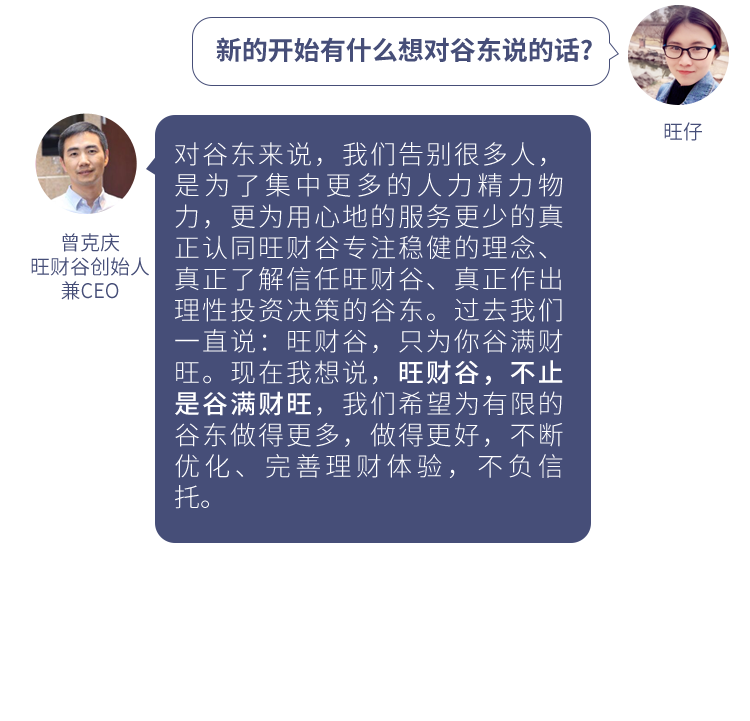 新的开始有什么想对谷东说的话?
旺仔
对谷东来说，我们告别很多人，
是为了集中更多的人力精力物
力，更为用心地的服务更少的真
正认同旺财谷专注稳健的理念、
真正了解信任旺财谷、真正作出
理性投资决策的谷东。过去我们
一直说：旺财谷，只为你谷满财
旺。现在我想说，旺财谷，不止
是谷满财旺，我们希望为有限的
谷东做得更多，做得更好，不断
优化、完善理财体验，不负信
托。
曾克庆
旺财谷创始人
兼CEO